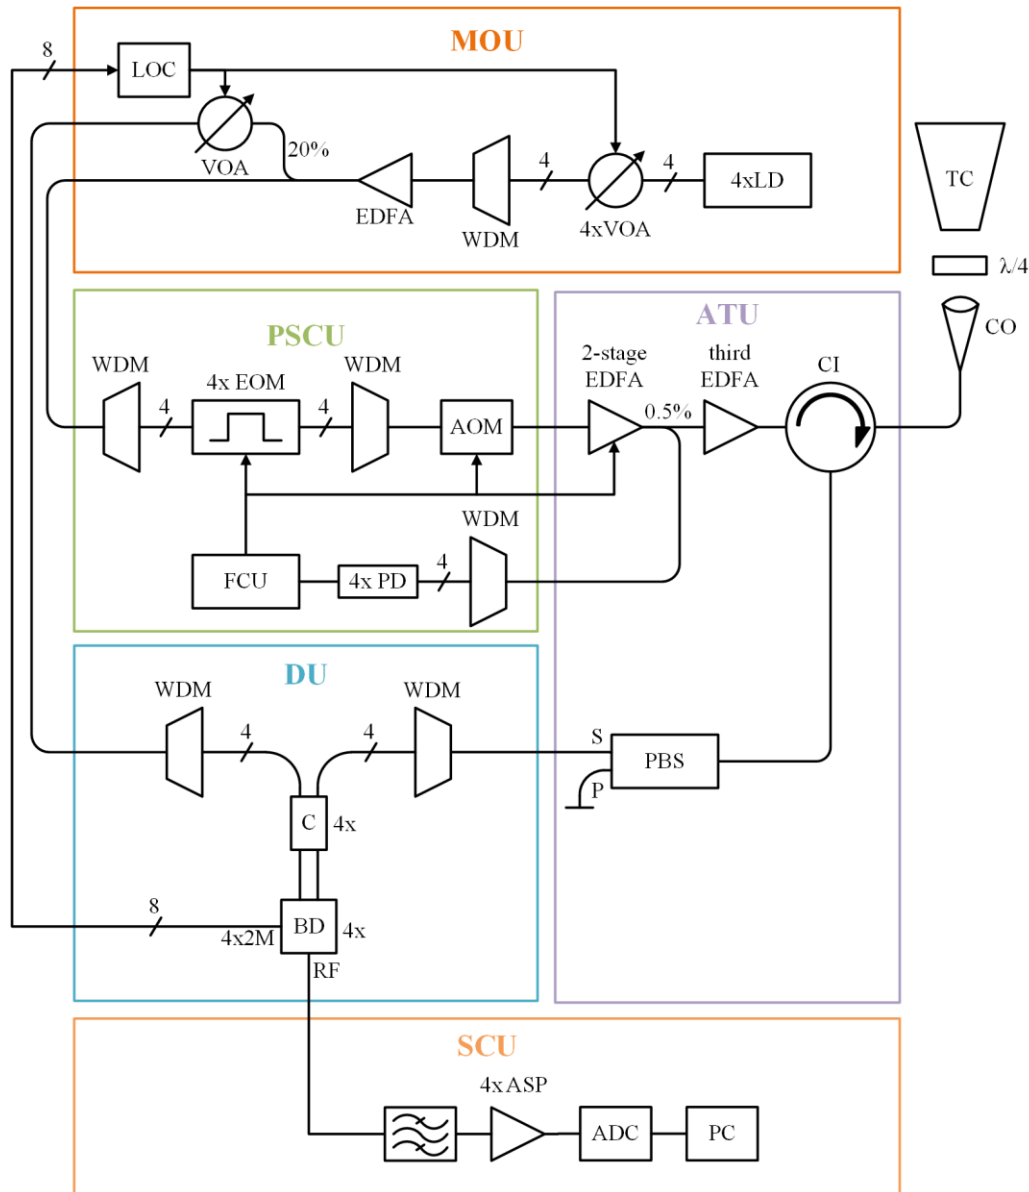 MOU
8
LOC
VOA
20%
EDFA
WDM
4
4xVOA
4
4xLD
TC
λ/4
CO
PSCU
WDM
4
4x EOM
4
WDM
AOM
FCU
4x PD
4
WDM
ATU
2-stage
EDFA
0.5%
third
EDFA
CI
S
P
PBS
DU
WDM
4
4
WDM
C
4x
8
4x2M
BD
4x
RF
SCU
4xASP
ADC
PC